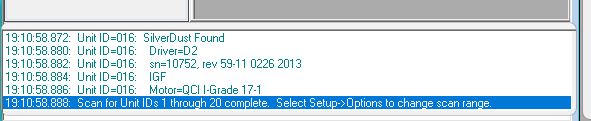 19:10:58.872:  Unit ID=016:  SilverDust Found
19:10:58.880:  Unit ID=016:    Driver=D2
19:10:58.882:  Unit ID=016:    sn=10752, rev 59-11 0226 2013
19:10:58.884:  Unit ID=016:    IGF
19:10:58.886:  Unit ID=016:    Motor=QCI I-Grade 17-1
19:10:58.888:  Scan for Unit IDs 1 through 20 complete.  Select Setup->Options to change scan range.